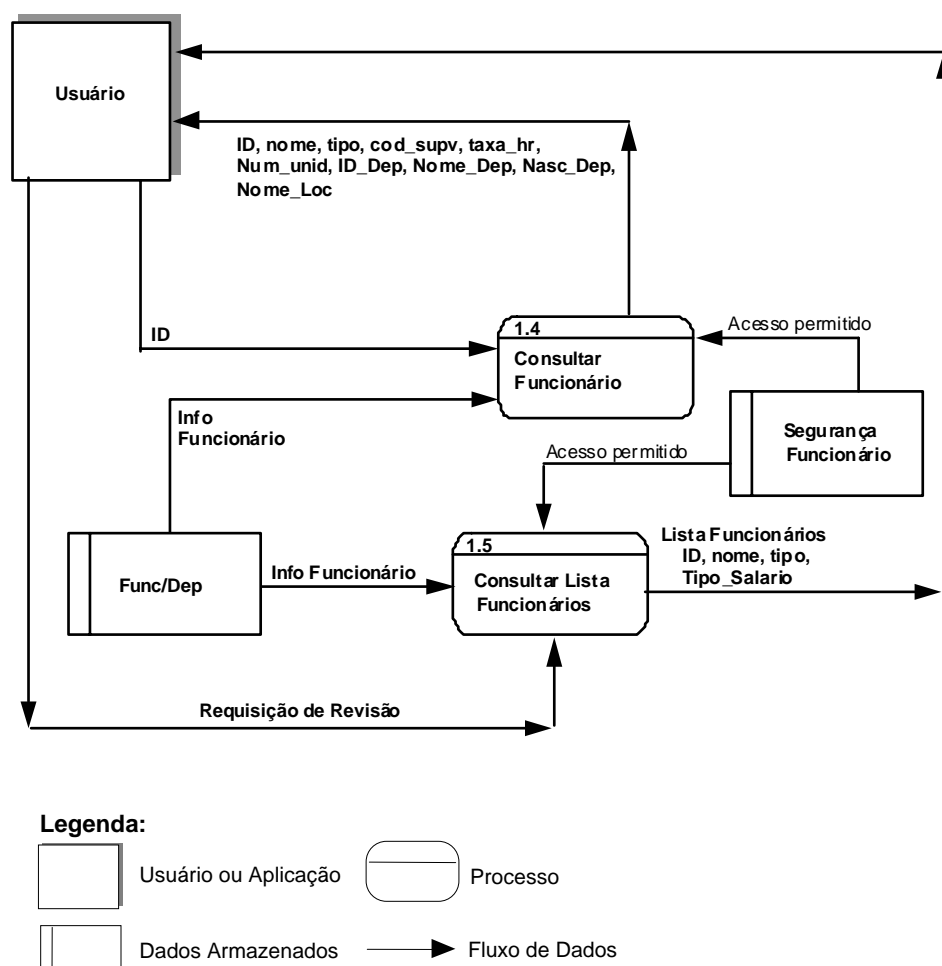 Usuário
ID, nome, tipo, cod_supv, taxa_hr,
Num_unid, ID_Dep, Nome_Dep, Nasc_Dep,
Nome_Loc
ID
1.4
Consultar
Funcionário
Acesso permitido
Info
Funcionário
Segurança
Funcionário
Acesso permitido
1.5
Consultar Lista
Funcionários
Lista Funcionários
ID, nome, tipo,
Tipo_Salario
Func/Dep
Info Funcionário
Requisição de Revisão
Legenda:
Usuário ou Aplicação
Processo
Dados Armazenados
Fluxo de Dados